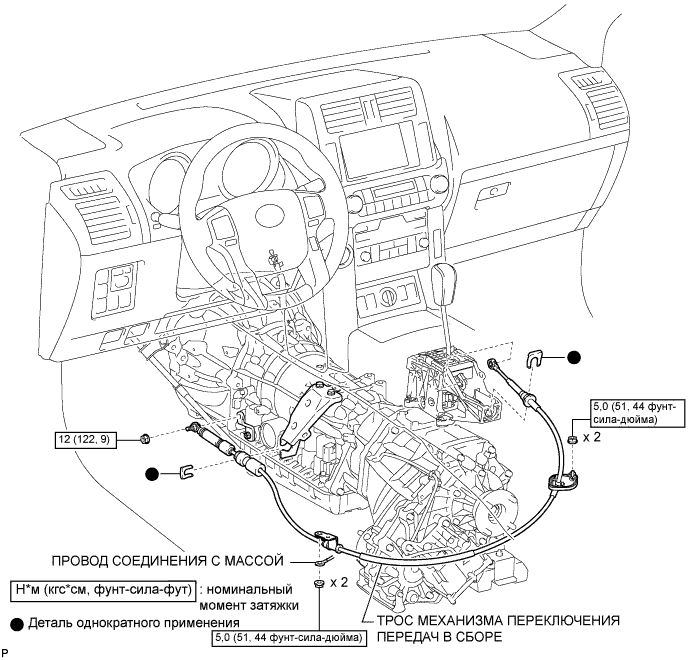 5,0 (51, 44 фунт-
сила-дюйма)
x 2
12 (122, 9)
ПРОВОД СОЕДИНЕНИЯ С МАССОЙ
Н*м (кгс*см, фунт-сила-фут) : номинальный
момент затяжки
x 2
ТРОС МЕХАНИЗМА ПЕРЕКЛЮЧЕНИЯ
ПЕРЕДАЧ В СБОРЕ
Деталь однократного применения
5,0 (51, 44 фунт-сила-дюйма)
P